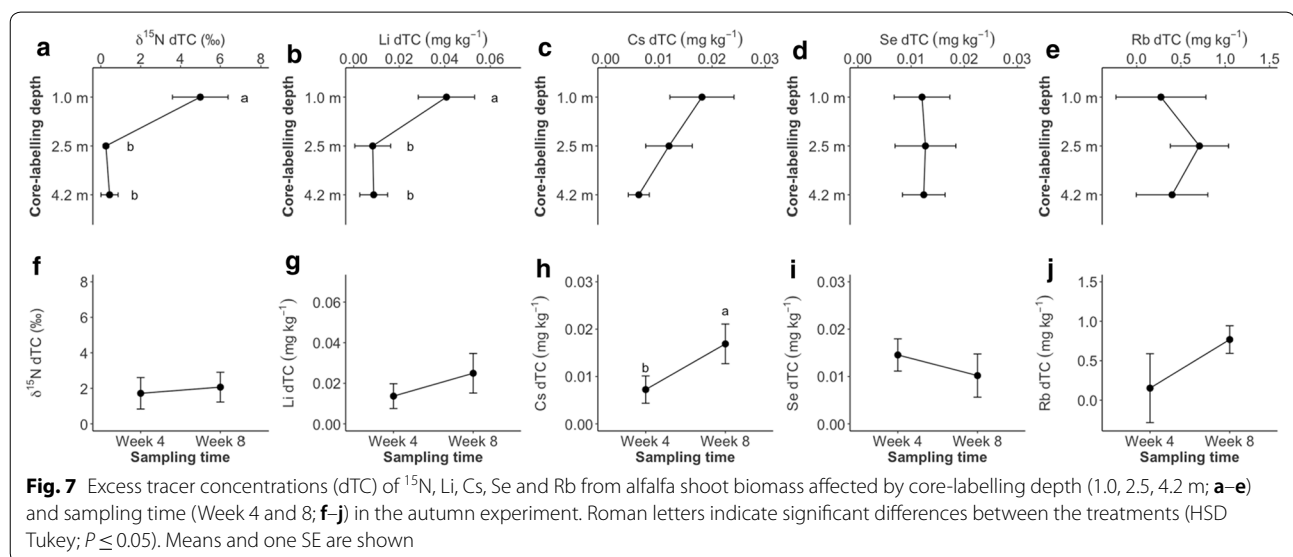 a
δ¹⁵N dTC (‰)
0 2 4 6 8
Core-labelling depth
1.0 m
2.5 m
4.2 m
a
b
b
b
Li dTC (mg kg⁻¹)
0.00 0.02 0.04 0.06
Core-labelling depth
1.0 m
2.5 m
4.2 m
a
b
b
c
Cs dTC (mg kg⁻¹)
0.00 0.01 0.02 0.03
Core-labelling depth
1.0 m
2.5 m
4.2 m
d
Se dTC (mg kg⁻¹)
0.00 0.01 0.02 0.03
Core-labelling depth
1.0 m
2.5 m
4.2 m
e
Rb dTC (mg kg⁻¹)
0.0 0.5 1.0 1.5
Core-labelling depth
1.0 m
2.5 m
4.2 m
f
δ¹⁵N dTC (‰)
8
6
4
2
0
Week 4 Week 8
Sampling time
g
Li dTC (mg kg⁻¹)
0.06
0.04
0.02
0.00
Week 4 Week 8
Sampling time
h
Cs dTC (mg kg⁻¹)
0.03
0.02
0.01
0.00
b
a
Week 4 Week 8
Sampling time
i
Se dTC (mg kg⁻¹)
0.03
0.02
0.01
0.00
Week 4 Week 8
Sampling time
j
Rb dTC (mg kg⁻¹)
1.5
1.0
0.5
0.0
Week 4 Week 8
Sampling time
Fig. 7 Excess tracer concentrations (dTC) of ¹⁵N, Li, Cs, Se and Rb from alfalfa shoot biomass affected by core-labelling depth (1.0, 2.5, 4.2 m; a–e)
and sampling time (Week 4 and 8; f–j) in the autumn experiment. Roman letters indicate significant differences between the treatments (HSD
Tukey; P ≤ 0.05). Means and one SE are shown